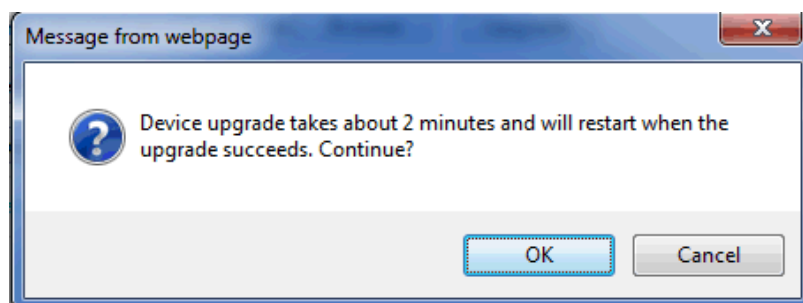 Message from webpage
Device upgrade takes about 2 minutes and will restart when the
upgrade succeeds. Continue?
OK
Cancel